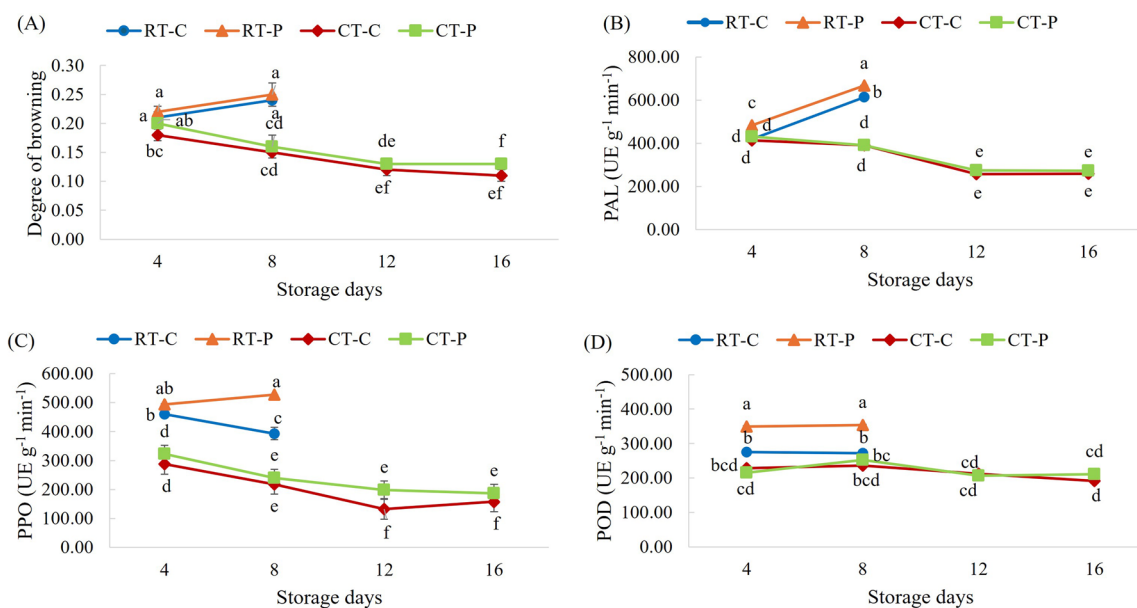 (A)
RT-C RT-P CT-C CT-P
Degree of browning
0.30
0.25
0.20
0.15
0.10
0.05
0.00
a
a
a
ab
a
cd
bc
cd
de
ef
f
ef
4 8 12 16
Storage days
(B)
RT-C RT-P CT-C CT-P
PAL (UE g-1 min-1)
800.00
600.00
400.00
200.00
0.00
a
c
b
d
d
d
d
d
e
e
e
e
4 8 12 16
Storage days
(C)
RT-C RT-P CT-C CT-P
PPO (UE g-1 min-1)
600.00
500.00
400.00
300.00
200.00
100.00
0.00
ab
a
b
c
d
e
d
e
e
e
f
f
4 8 12 16
Storage days
(D)
RT-C RT-P CT-C CT-P
POD (UE g-1 min-1)
500.00
400.00
300.00
200.00
100.00
0.00
a
a
b
b
bcd
bc
cd
bcd
cd
cd
cd
d
4 8 12 16
Storage days